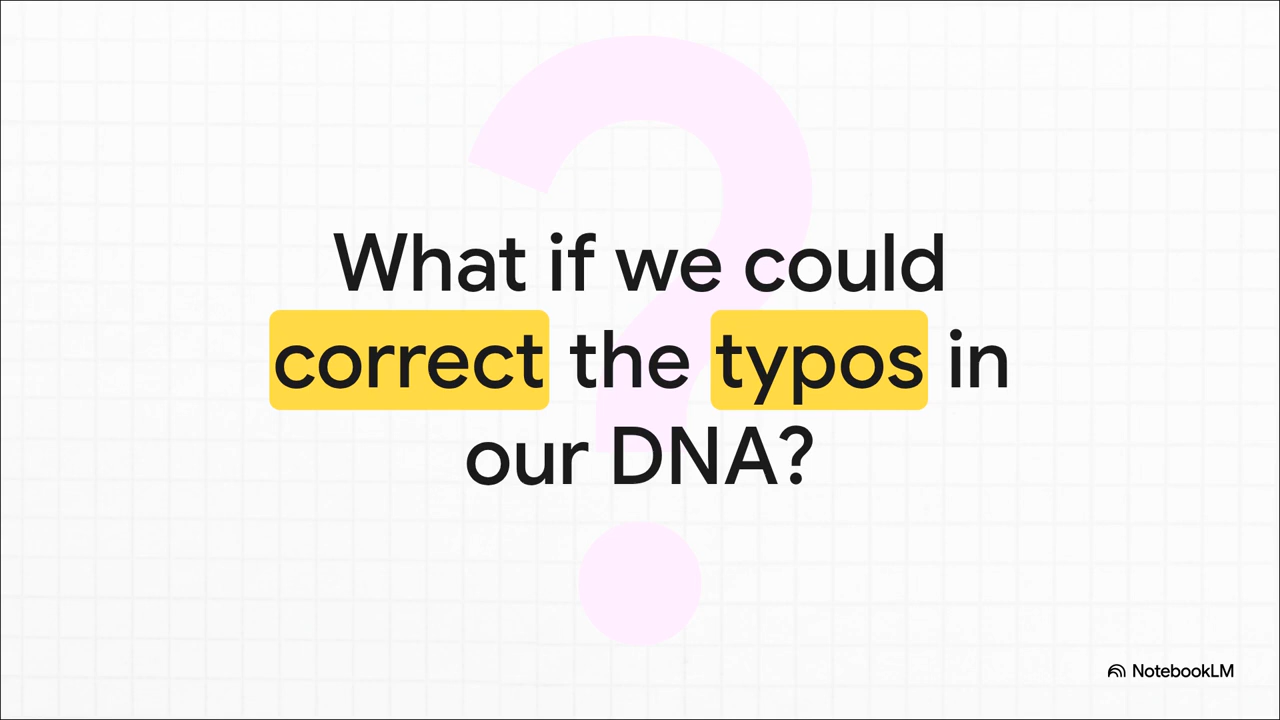 What if we could
correct the typos in
our DNA?
NotebookLM